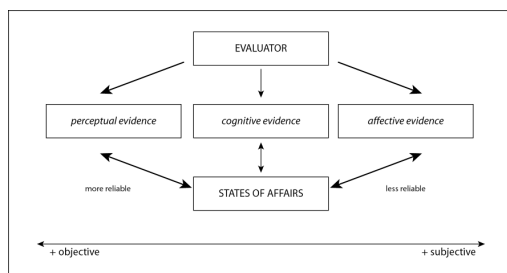 EVALUATOR
perceptual evidence
cognitive evidence
affective evidence
more reliable
STATES OF AFFAIRS
less reliable
+ objective
+ subjective